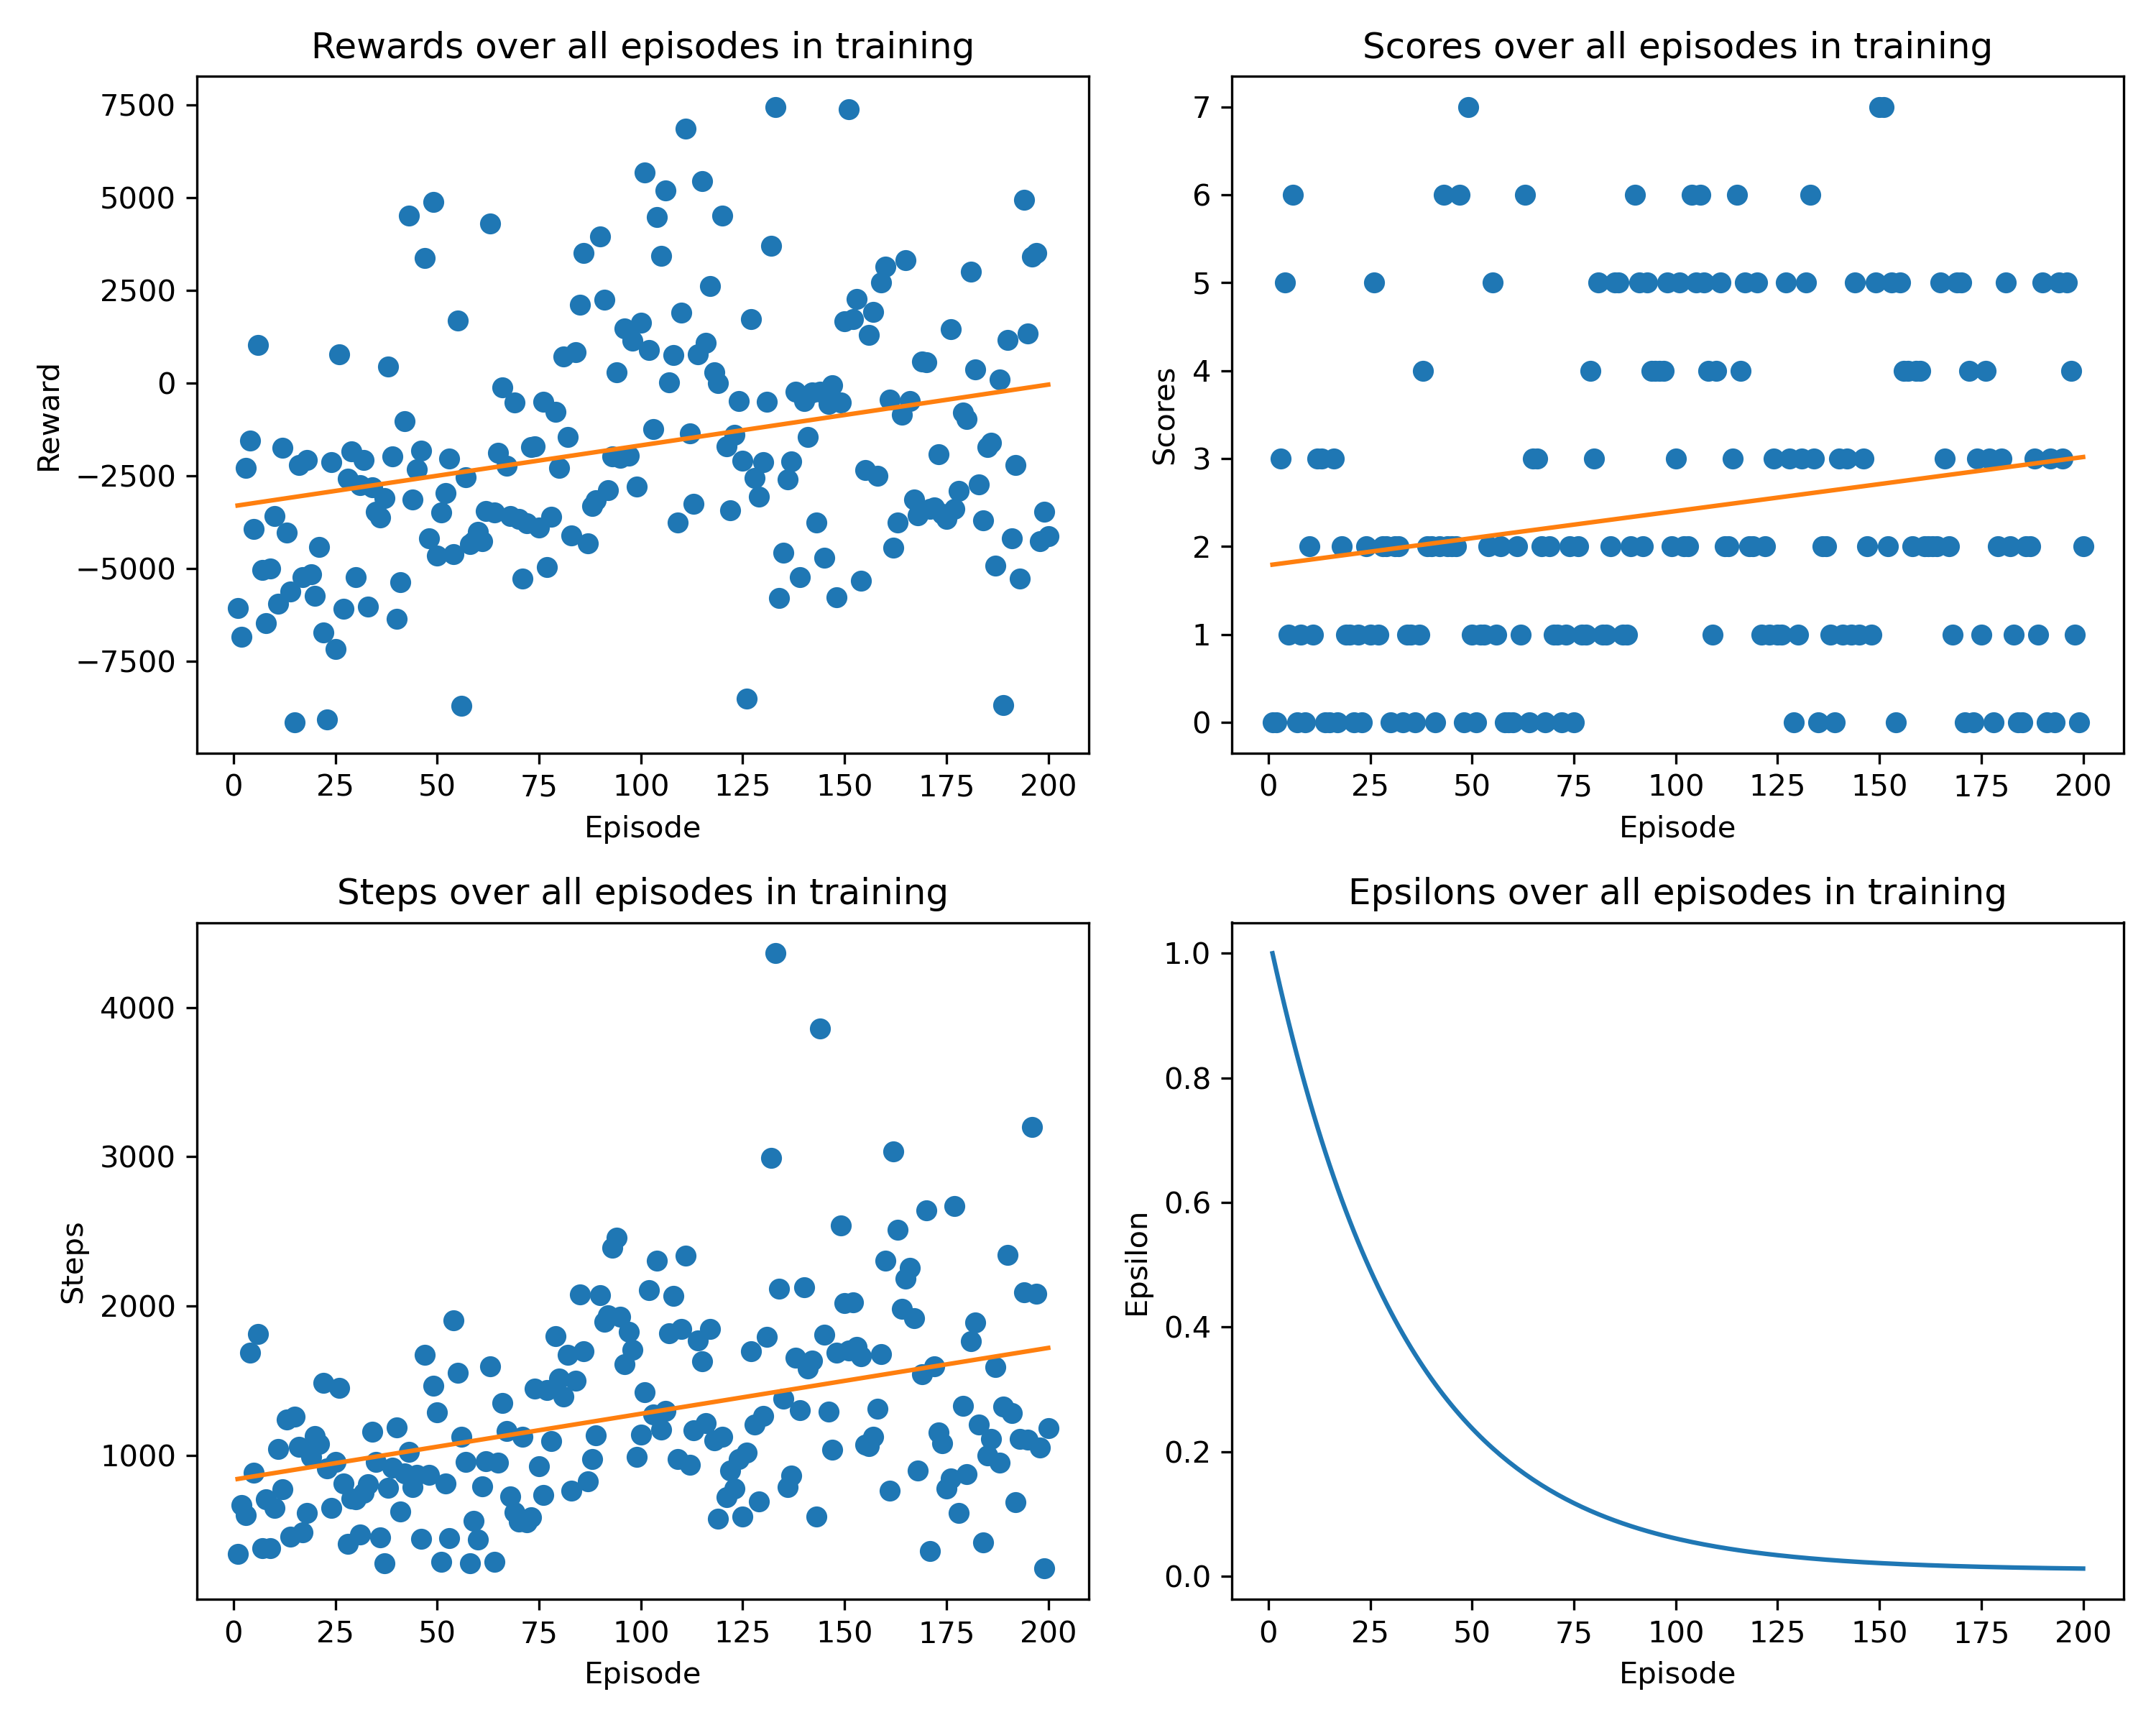 Rewards over all episodes in training
7500
5000
2500
0
−2500
−5000
−7500
Reward
0 25 50 75 100 125 150 175 200
Episode
Scores over all episodes in training
7
6
5
4
3
2
1
0
Scores
0 25 50 75 100 125 150 175 200
Episode
Steps over all episodes in training
4000
3000
2000
1000
Steps
0 25 50 75 100 125 150 175 200
Episode
Epsilons over all episodes in training
1.0
0.8
0.6
0.4
0.2
0.0
Epsilon
0 25 50 75 100 125 150 175 200
Episode